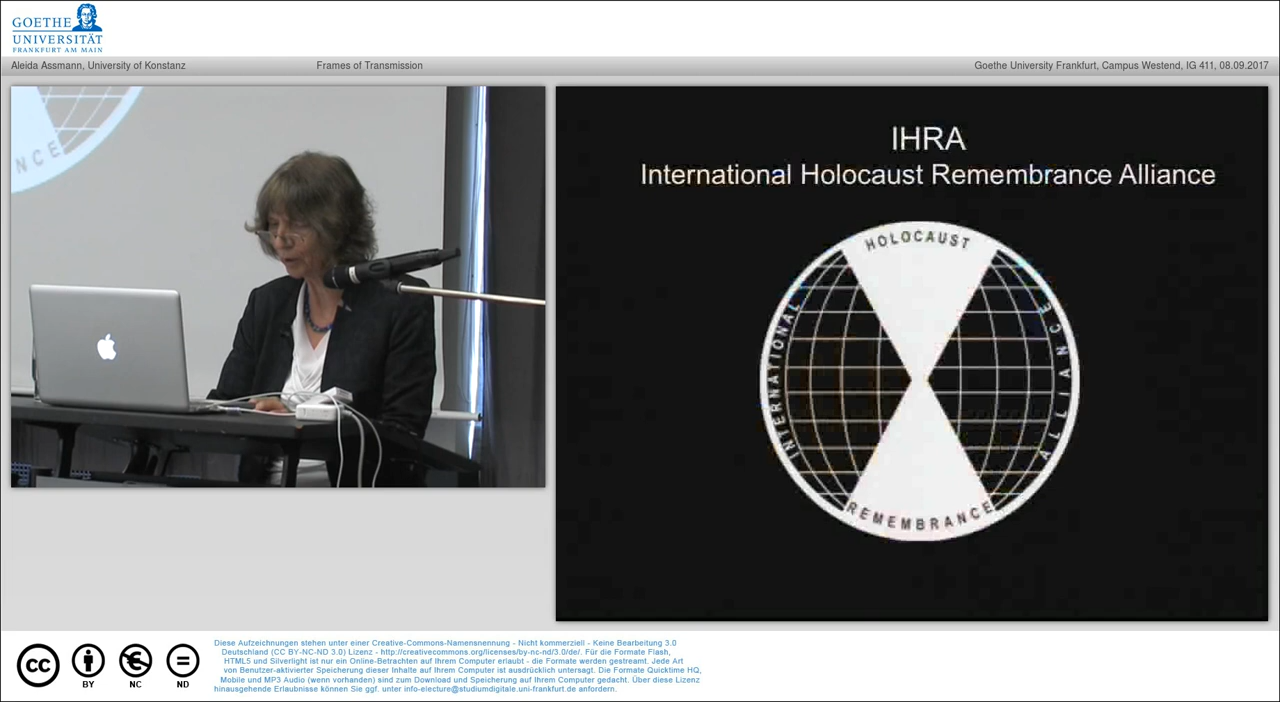 GOETHE
UNIVERSITÄT
FRANKFURT AM MAIN
Aleida Assmann, University of Konstanz
Frames of Transmission
Goethe University Frankfurt, Campus Westend, IG 411, 08.09.2017
NCE
IHRA
International Holocaust Remembrance Alliance
HOLOCAUST
INTERNATIONAL
ALLIANCE
REMEMBRANCE
cc
BY
NC
ND
Diese Aufzeichnungen stehen unter einer Creative-Commons-Namensnennung - Nicht kommerziell - Keine Bearbeitung 3.0
Deutschland (CC BY-NC-ND 3.0) Lizenz - http://creativecommons.org/licenses/by-nc-nd/3.0/de/. Für die Formate Flash,
HTML5 und Silverlight ist nur ein Online-Betrachten auf Ihrem Computer erlaubt - die Formate werden gestreamt. Jede Art
von Benutzer-aktivierter Speicherung dieser Inhalte auf Ihrem Computer ist ausdrücklich untersagt. Die Formate Quicktime HQ,
Mobile und MP3 Audio (wenn vorhanden) sind zum Download und Speicherung auf Ihrem Computer gedacht. Über diese Lizenz
hinausgehende Erlaubnisse können Sie ggf. unter info-electure@studiumdigitale.uni-frankfurt.de anfordern.